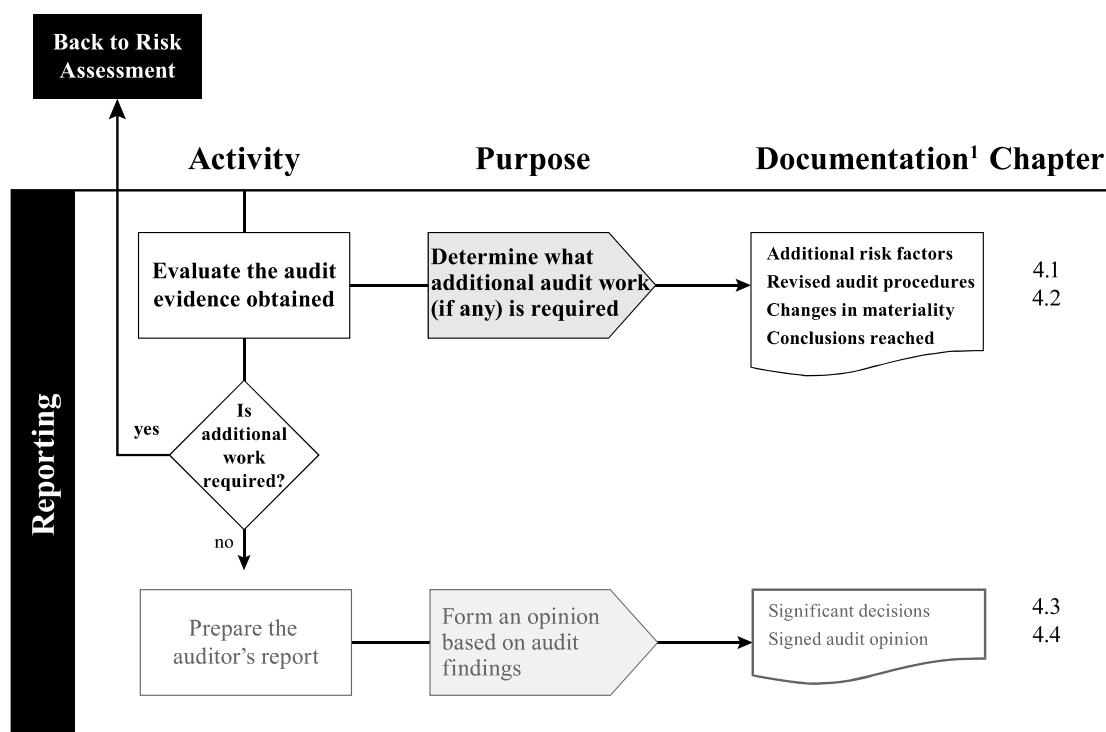 Back to Risk
Assessment
Activity
Purpose
Documentation¹
Chapter
Reporting
Evaluate the audit
evidence obtained
Determine what
additional audit work
(if any) is required
Additional risk factors
Revised audit procedures
Changes in materiality
Conclusions reached
4.1
4.2
Is
additional
work
required?
yes
no
Prepare the
auditor’s report
Form an opinion
based on audit
findings
Significant decisions
Signed audit opinion
4.3
4.4